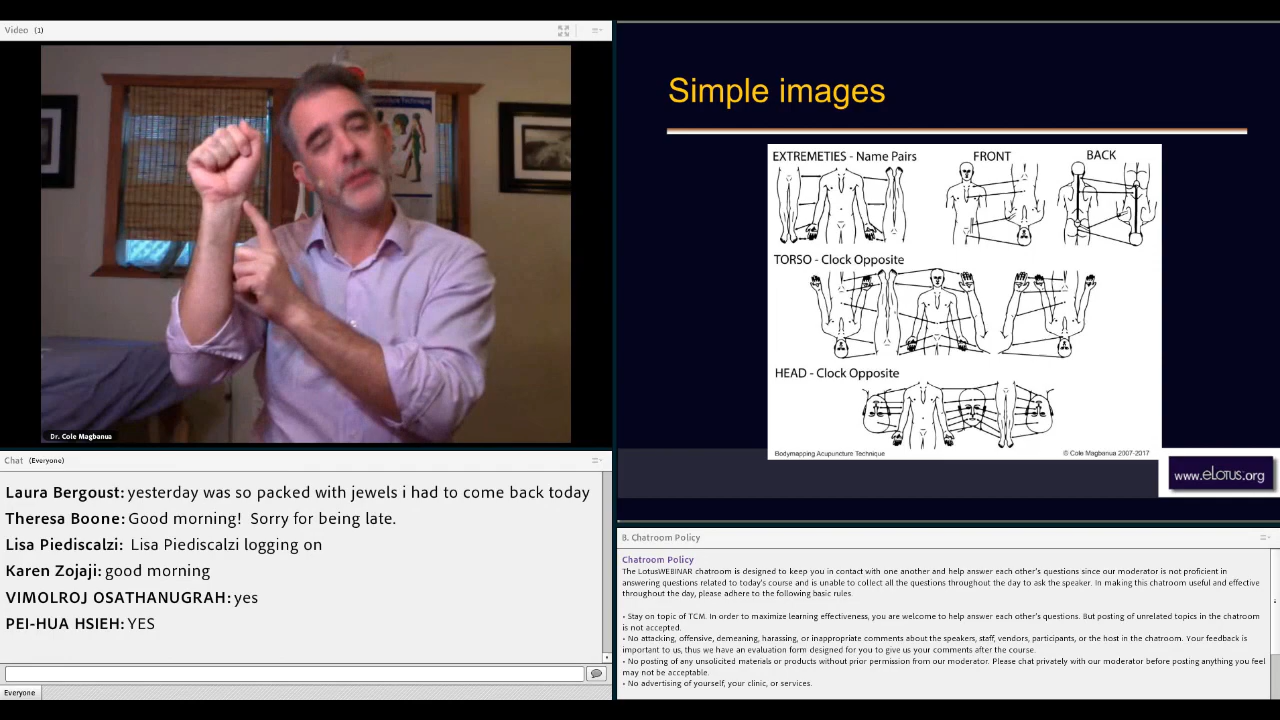 Video (1)
Dr. Cole Magbanua
Chat (Everyone)
Laura Bergoust: yesterday was so packed with jewels i had to come back today
Theresa Boone: Good morning! Sorry for being late.
Lisa Piediscalzi: Lisa Piediscalzi logging on
Karen Zojaji: good morning
VIMOLROJ OSATHANUGRAH: yes
PEI-HUA HSIEH: YES
Everyone
Simple images
EXTREMETIES - Name Pairs
FRONT
BACK
TORSO - Clock Opposite
HEAD - Clock Opposite
Bodymapping Acupuncture Technique
© Cole Magbanua 2007-2017
www.eLotus.org
8. Chatroom Policy
Chatroom Policy
The LotusWEBINAR chatroom is designed to keep you in contact with one another and help answer each other's questions since our moderator is not proficient in
answering questions related to today's course and is unable to collect all the questions throughout the day to ask the speaker. In making this chatroom useful and effective
throughout the day, please adhere to the following basic rules.
• Stay on topic of TCM. In order to maximize learning effectiveness, you are welcome to help answer each other's questions. But posting of unrelated topics in the chatroom
is not accepted.
• No attacking, offensive, demeaning, harassing, or inappropriate comments about the speakers, staff, vendors, participants, or the host in the chatroom. Your feedback is
important to us, thus we have an evaluation form designed for you to give us your comments after the course.
• No posting of any unsolicited materials or products without prior permission from our moderator. Please chat privately with our moderator before posting anything you feel
may not be acceptable.
• No advertising of yourself, your clinic, or services.